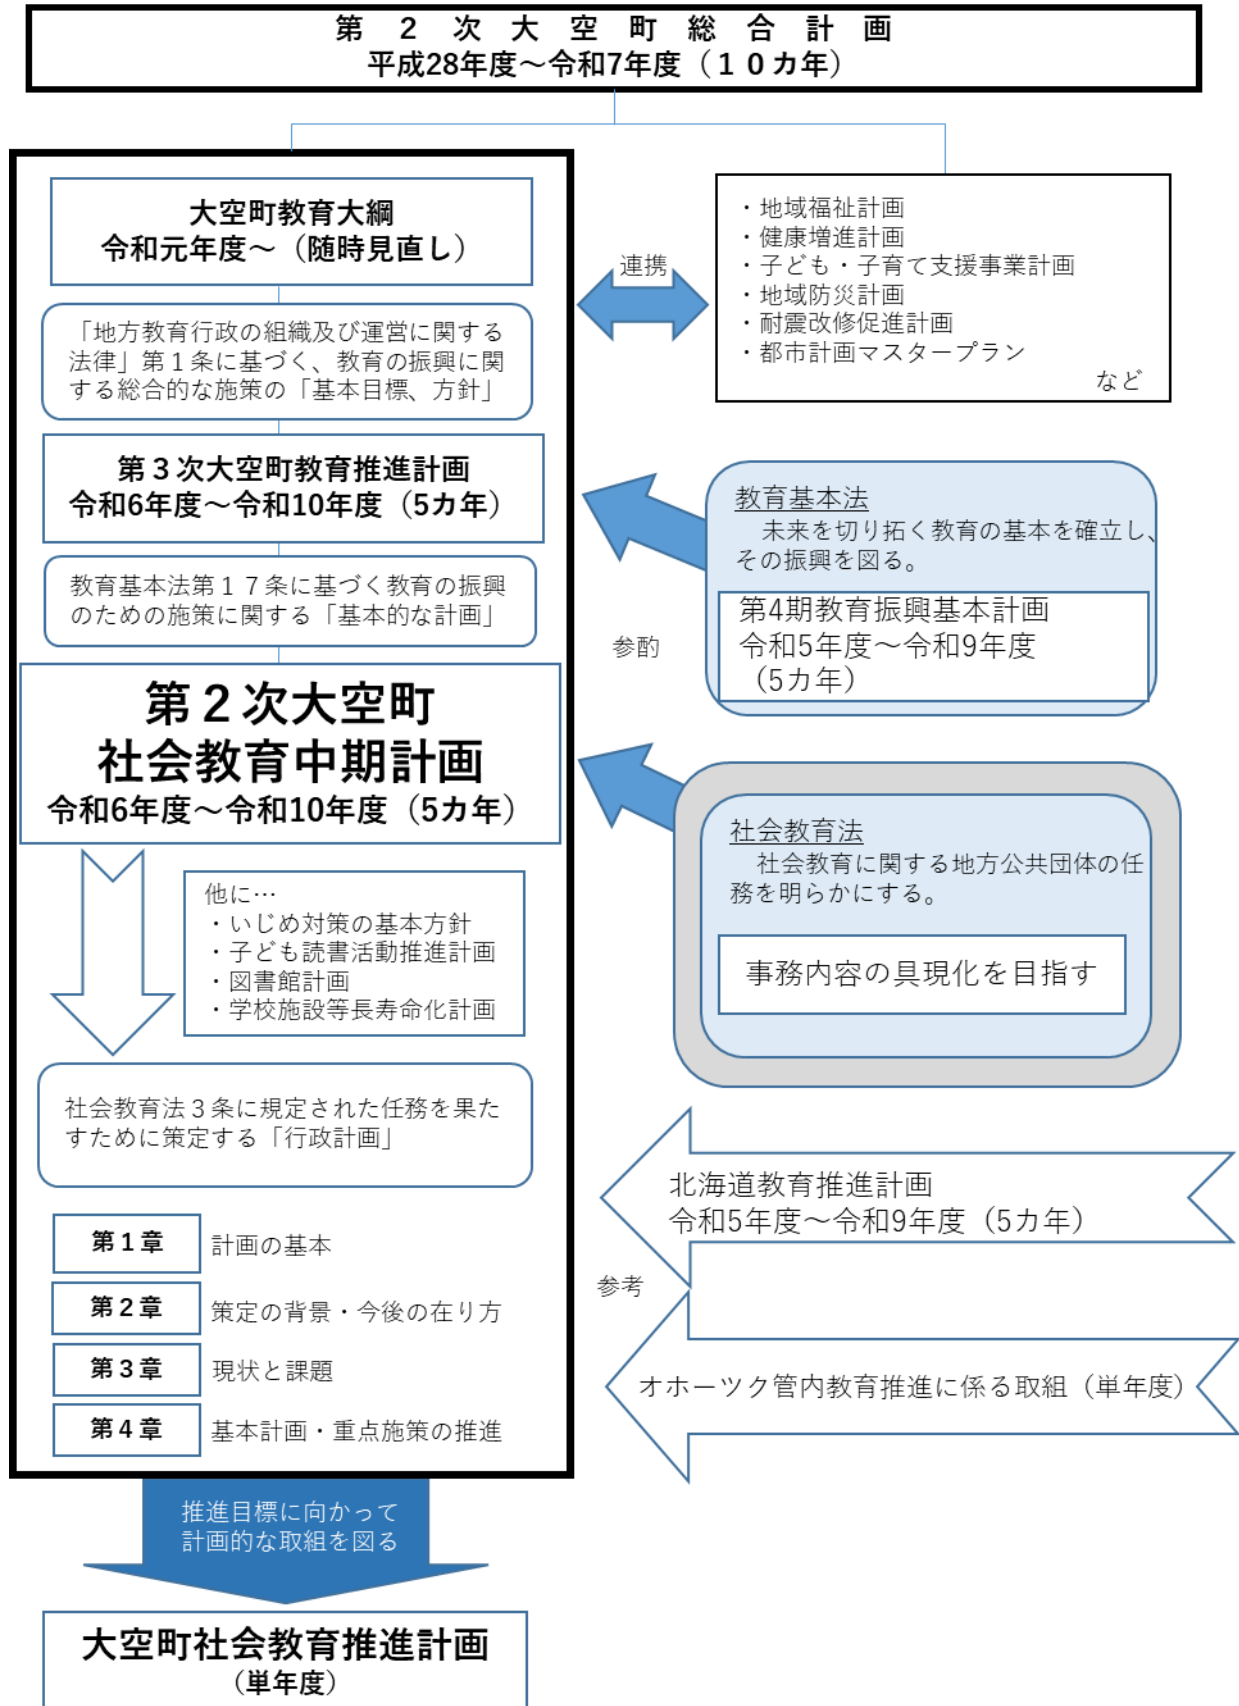 第２次大空町総合計画
平成28年度～令和7年度（１０カ年）
大空町教育大綱
令和元年度～（随時見直し）
「地方教育行政の組織及び運営に関する
法律」第１条に基づく、教育の振興に関
する総合的な施策の「基本目標、方針」
連携
・地域福祉計画
・健康増進計画
・子ども・子育て支援事業計画
・地域防災計画
・耐震改修促進計画
・都市計画マスタープラン
など
第３次大空町教育推進計画
令和6年度～令和10年度（5カ年）
教育基本法第１７条に基づく教育の振興
のための施策に関する「基本的な計画」
参酌
教育基本法
未来を切り拓く教育の基本を確立し、
その振興を図る。
第4期教育振興基本計画
令和5年度～令和9年度
（5カ年）
第２次大空町
社会教育中期計画
令和6年度～令和10年度（5カ年）
社会教育法
社会教育に関する地方公共団体の任
務を明らかにする。
事務内容の具現化を目指す
他に…
・いじめ対策の基本方針
・子ども読書活動推進計画
・図書館計画
・学校施設等長寿命化計画
社会教育法３条に規定された任務を果た
すために策定する「行政計画」
北海道教育推進計画
令和5年度～令和9年度（5カ年）
参考
オホーツク管内教育推進に係る取組（単年度）
第１章 計画の基本
第２章 策定の背景・今後の在り方
第３章 現状と課題
第４章 基本計画・重点施策の推進
推進目標に向かって
計画的な取組を図る
大空町社会教育推進計画
（単年度）